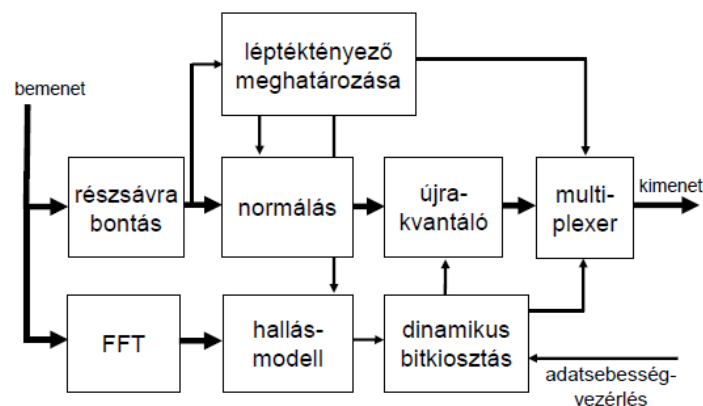 léptéktényező
meghatározása
bemenet
részsávra
bontás
normálás
újra-
kvantáló
multi-
plexer
kimenet
FFT
hallás-
modell
dinamikus
bitkiosztás
adatsebesség-
vezérlés